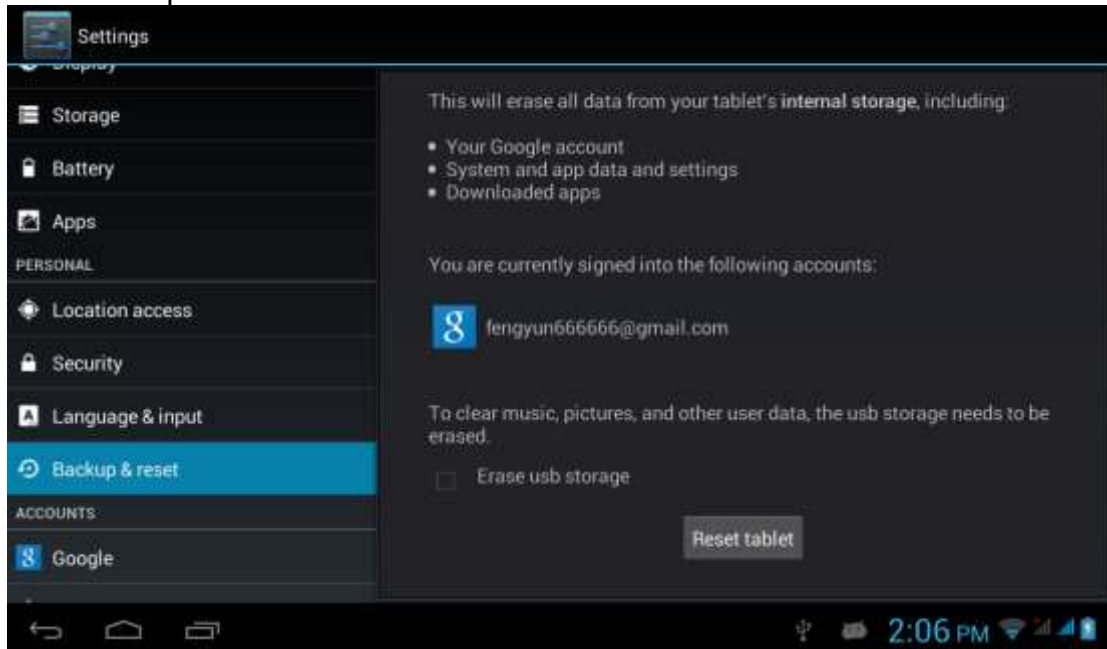 Settings
Display
Storage
Battery
Apps
PERSONAL
Location access
Security
Language & input
Backup & reset
ACCOUNTS
Google
This will erase all data from your tablet's internal storage, including:
• Your Google account
• System and app data and settings
• Downloaded apps
You are currently signed into the following accounts:
fengyun666666@gmail.com
To clear music, pictures, and other user data, the usb storage needs to be
erased.
Erase usb storage
Reset tablet
2:06 PM